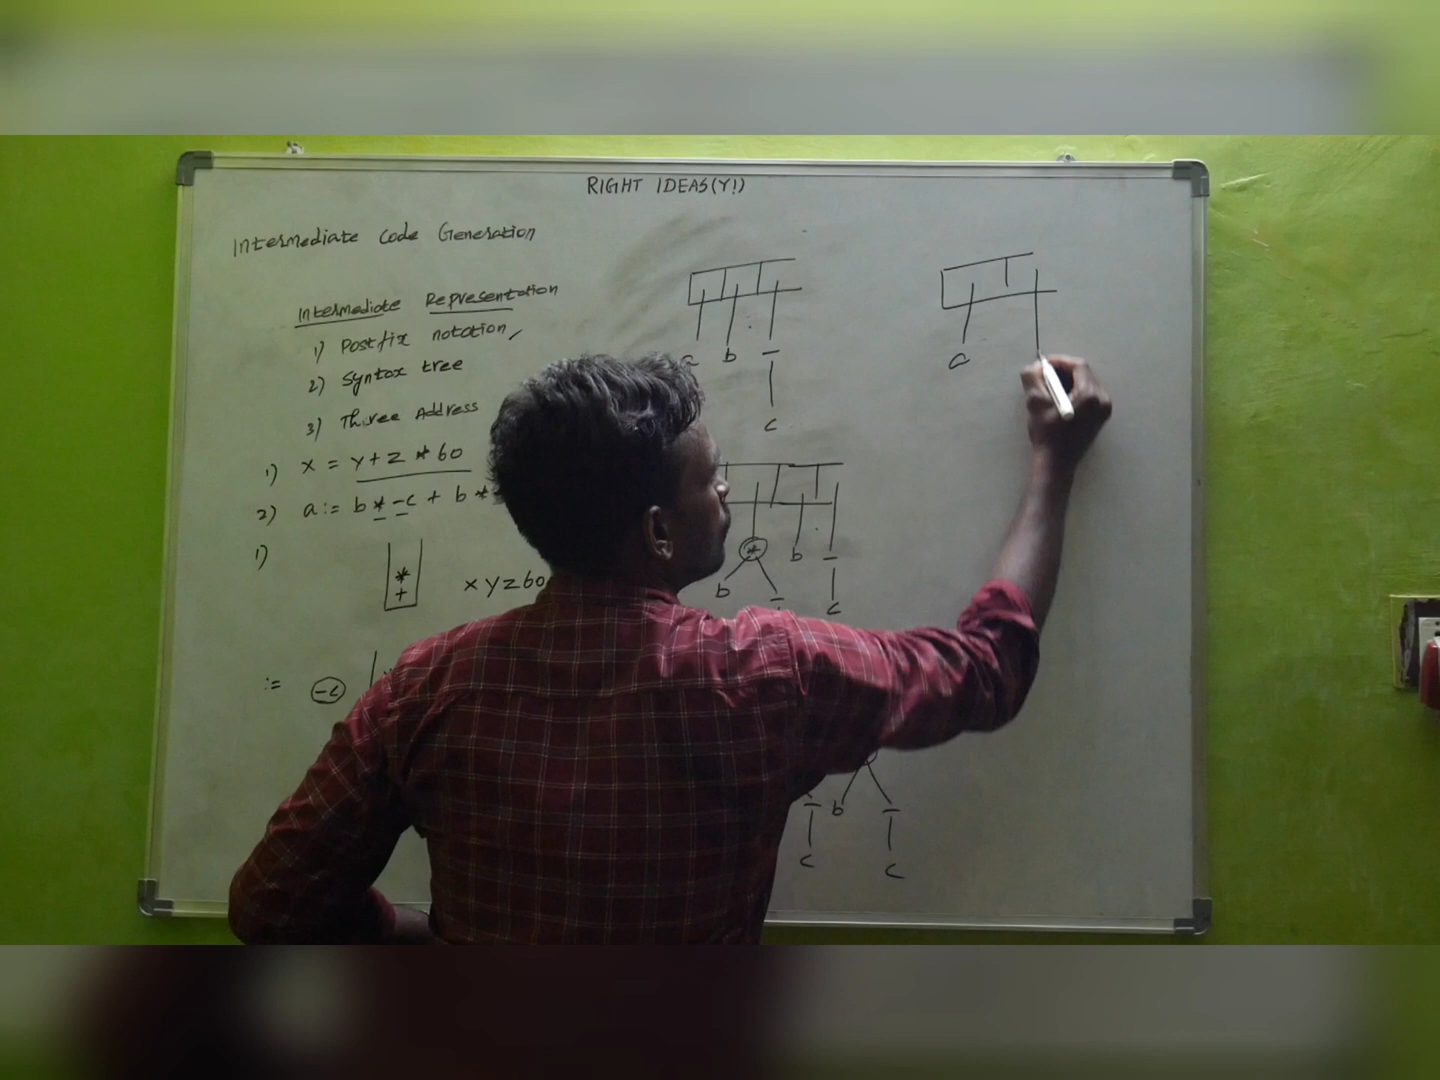 RIGHT IDEAS(Y!)
Intermediate Code Generation
Intermediate Representation
1) Postfix notation,
2) Syntax tree
3) Three Address
1) x = y + z * 60
2) a := b * -c + b *
1)
*
+
x y z 60
:= -c
a b -
c
* b -
b - c
a
- b -
c c